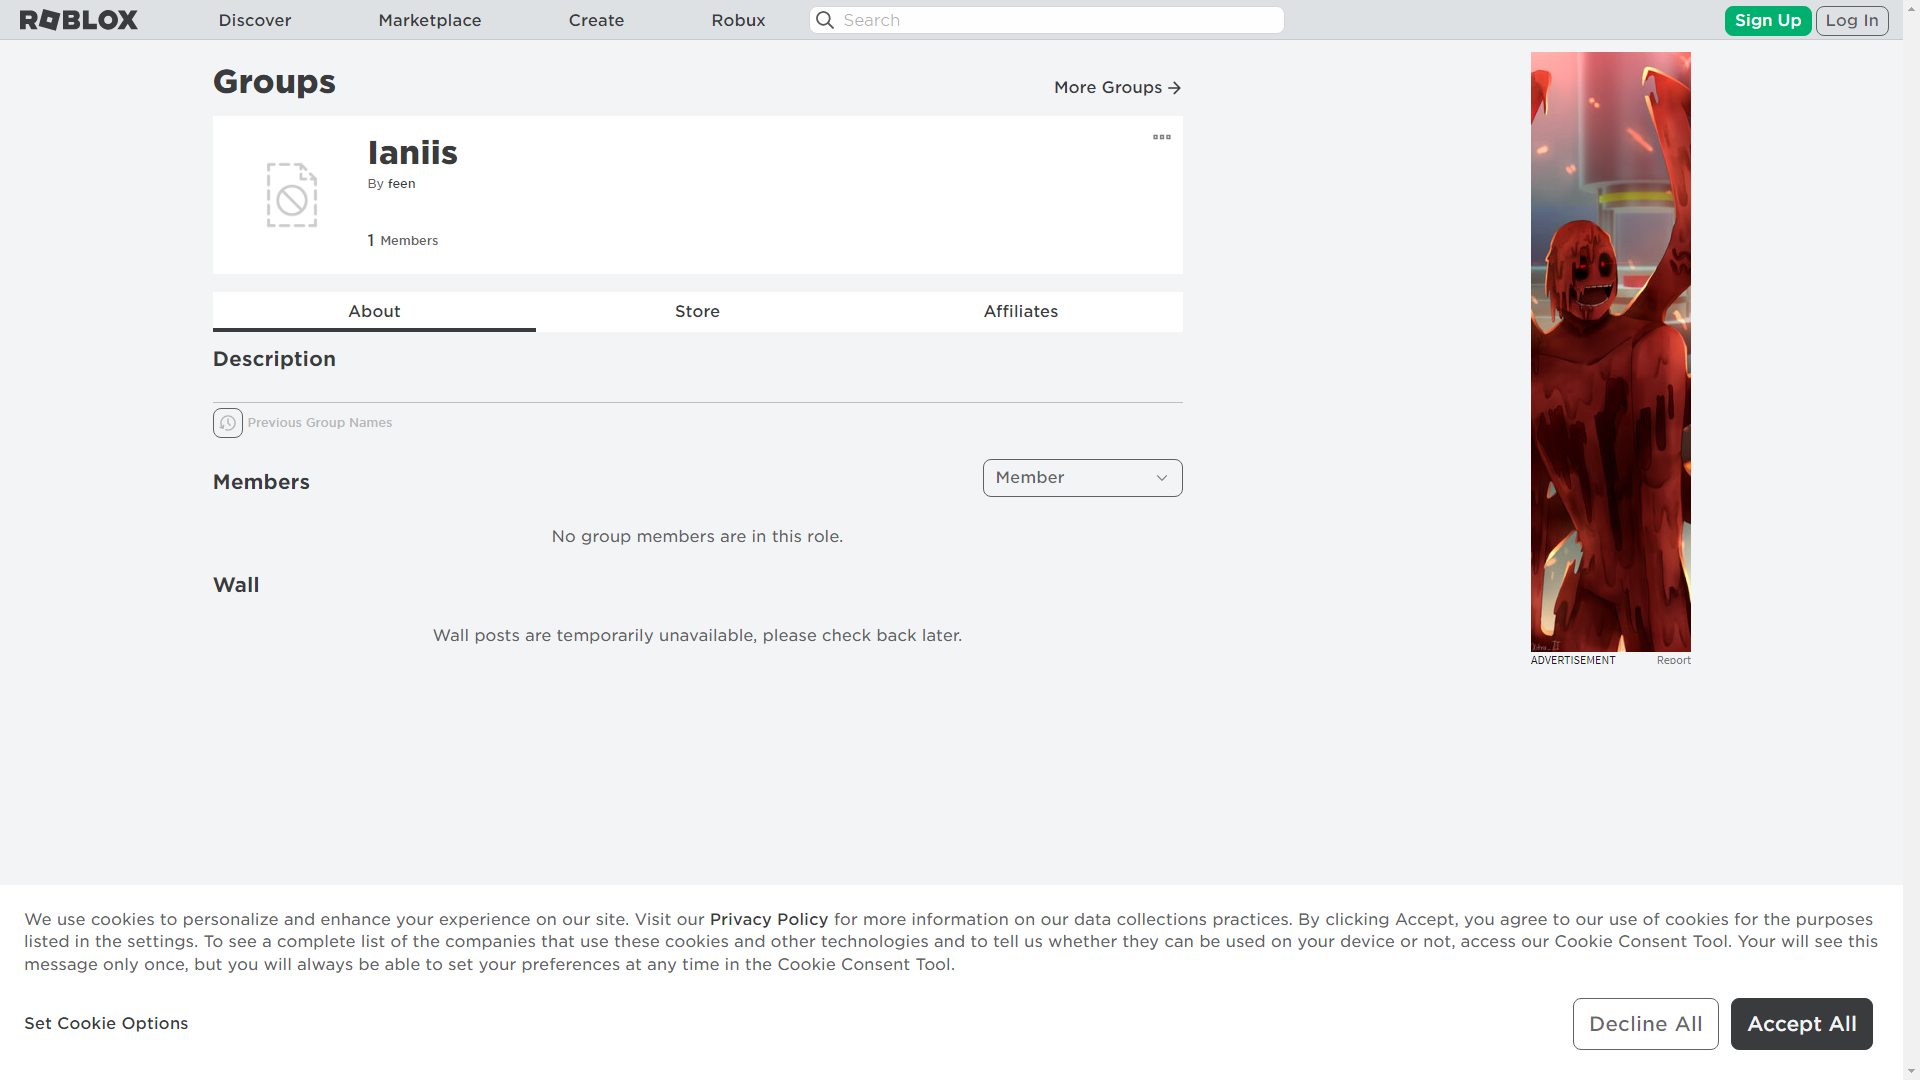 ROBLOX Discover Marketplace Create Robux Search Sign Up Log In
Groups
More Groups
Ianiis
By feen
1 Members
About Store Affiliates
Description
Previous Group Names
Members
Member
No group members are in this role.
Wall
Wall posts are temporarily unavailable, please check back later.
ADVERTISEMENT Report
We use cookies to personalize and enhance your experience on our site. Visit our Privacy Policy for more information on our data collections practices. By clicking Accept, you agree to our use of cookies for the purposes
listed in the settings. To see a complete list of the companies that use these cookies and other technologies and to tell us whether they can be used on your device or not, access our Cookie Consent Tool. Your will see this
message only once, but you will always be able to set your preferences at any time in the Cookie Consent Tool.
Set Cookie Options
Decline All
Accept All